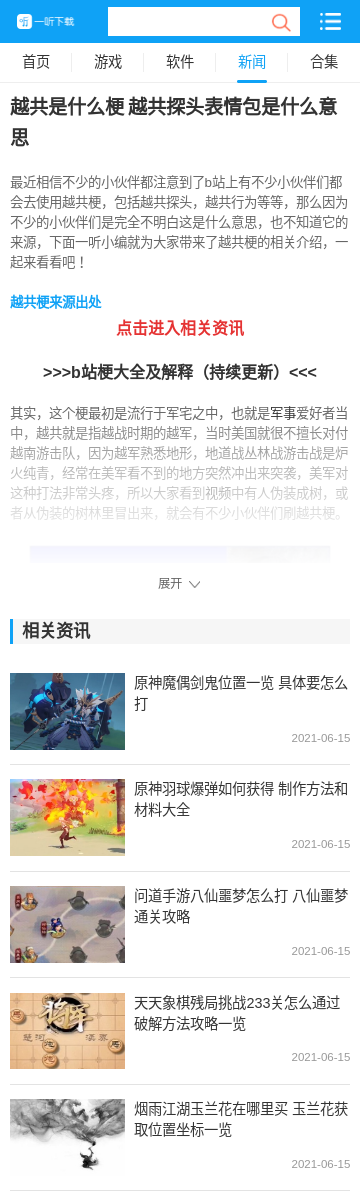 一听下载
首页
游戏
软件
新闻
合集
越共是什么梗 越共探头表情包是什么意
思
最近相信不少的小伙伴都注意到了b站上有不少小伙伴们都
会去使用越共梗，包括越共探头，越共行为等等，那么因为
不少的小伙伴们是完全不明白这是什么意思，也不知道它的
来源，下面一听小编就为大家带来了越共梗的相关介绍，一
起来看看吧！
越共梗来源出处
点击进入相关资讯
>>>b站梗大全及解释（持续更新）<<<
其实，这个梗最初是流行于军宅之中，也就是军事爱好者当
中，越共就是指越战时期的越军，当时美国就很不擅长对付
越南游击队，因为越军熟悉地形，地道战丛林战游击战是炉
火纯青，经常在美军看不到的地方突然冲出来突袭，美军对
这种打法非常头疼，所以大家看到视频中有人伪装成树，或
者从伪装的树林里冒出来，就会有不少小伙伴们刷越共梗。
展开
相关资讯
原神魔偶剑鬼位置一览 具体要怎么
打
2021-06-15
原神羽球爆弹如何获得 制作方法和
材料大全
2021-06-15
问道手游八仙噩梦怎么打 八仙噩梦
通关攻略
2021-06-15
将军
天天象棋残局挑战233关怎么通过
破解方法攻略一览
2021-06-15
烟雨江湖玉兰花在哪里买 玉兰花获
取位置坐标一览
2021-06-15